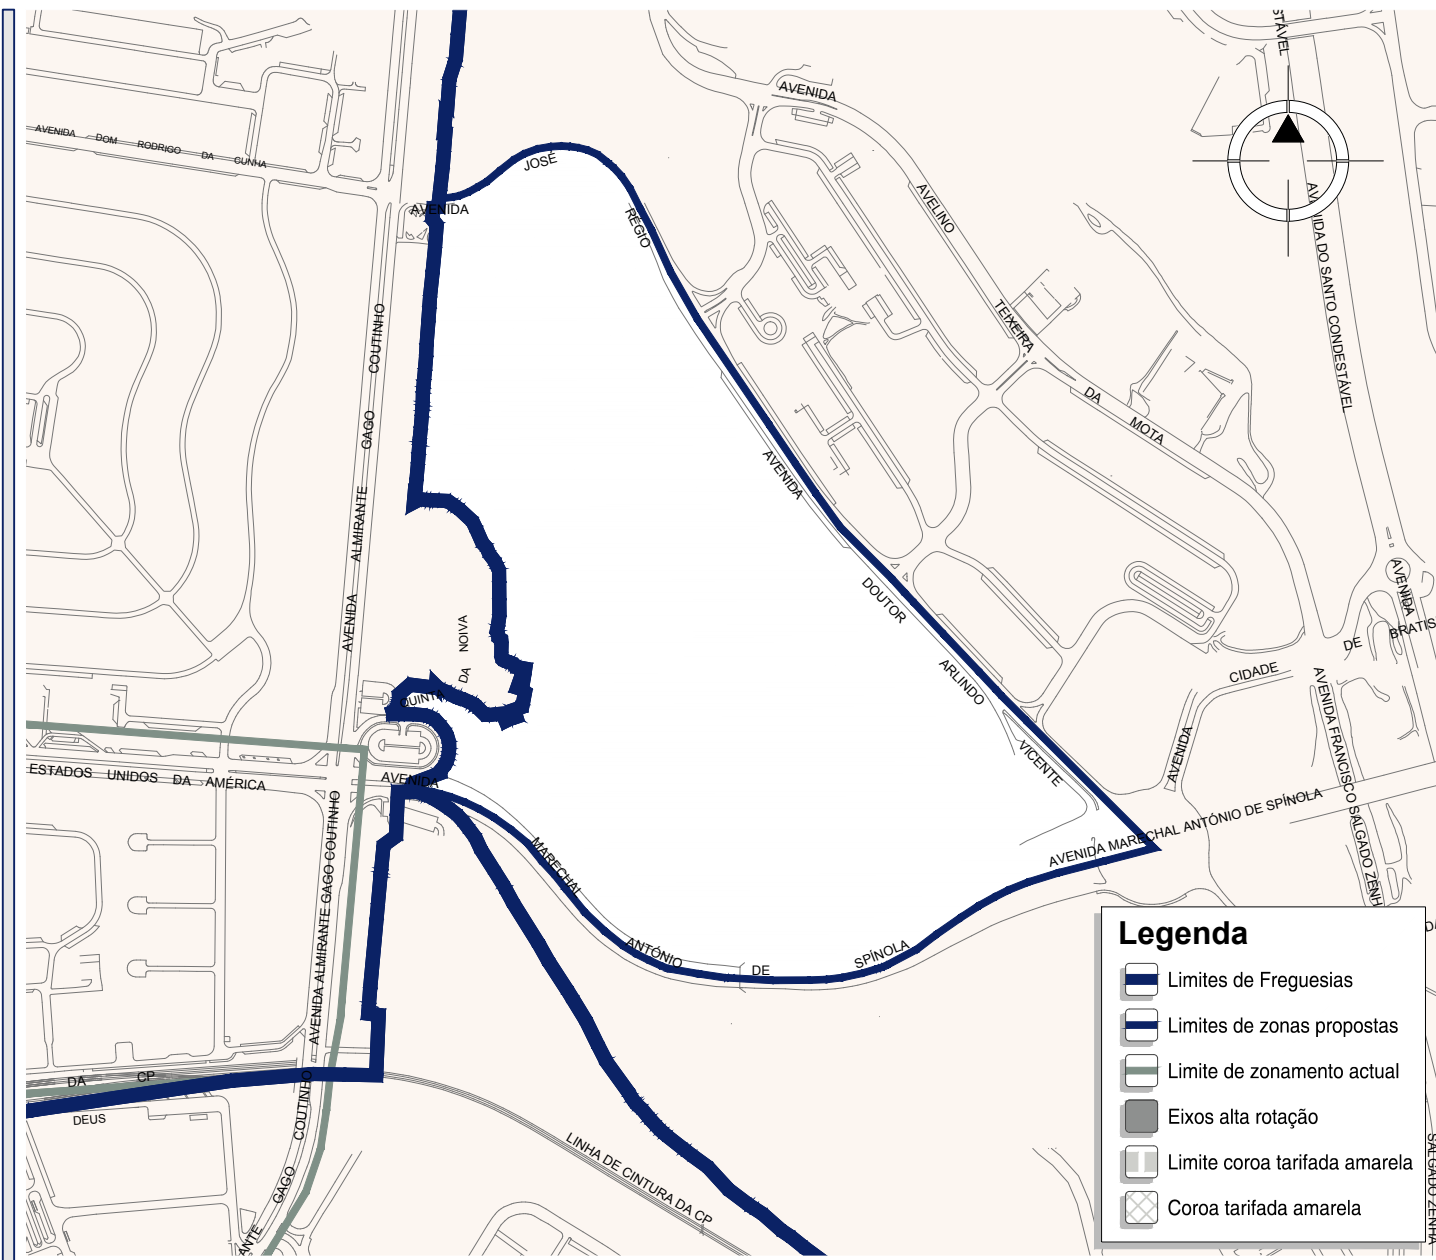 STÁVEL
AVENIDA
AVENIDA DOM RODRIGO DA CUNHA
JOSÉ
AVENIDA
RÉGIO
AVELINO
TEIXEIRA
DA
MOTA
AVENIDA DO SANTO CONDESTÁVEL
AVENIDA ALMIRANTE GAGO COUTINHO
AVENIDA
DOUTOR
ARLINDO
VICENTE
QUINTA DA NOIVA
AVENIDA
CIDADE
DE
BRATIS
AVENIDA
AVENIDA FRANCISCO SALGADO ZENH
ESTADOS UNIDOS DA AMÉRICA
AVENIDA
MARECHAL
ANTÓNIO
DE
SPÍNOLA
AVENIDA MARECHAL ANTÓNIO DE SPÍNOLA
AVENIDA ALMIRANTE GAGO COUTINHO
DA CP
DEUS
COUTINHO
GAGO
ANTE
LINHA DE CINTURA DA CP
SALGADO ZENHA
Legenda
Limites de Freguesias
Limites de zonas propostas
Limite de zonamento actual
Eixos alta rotação
Limite coroa tarifada amarela
Coroa tarifada amarela